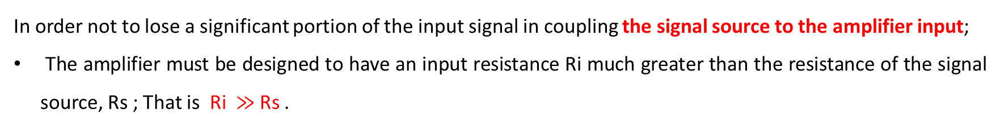 In order not to lose a significant portion of the input signal in coupling the signal source to the amplifier input;
• The amplifier must be designed to have an input resistance Ri much greater than the resistance of the signal
source, Rs ; That is Ri ≫ Rs .